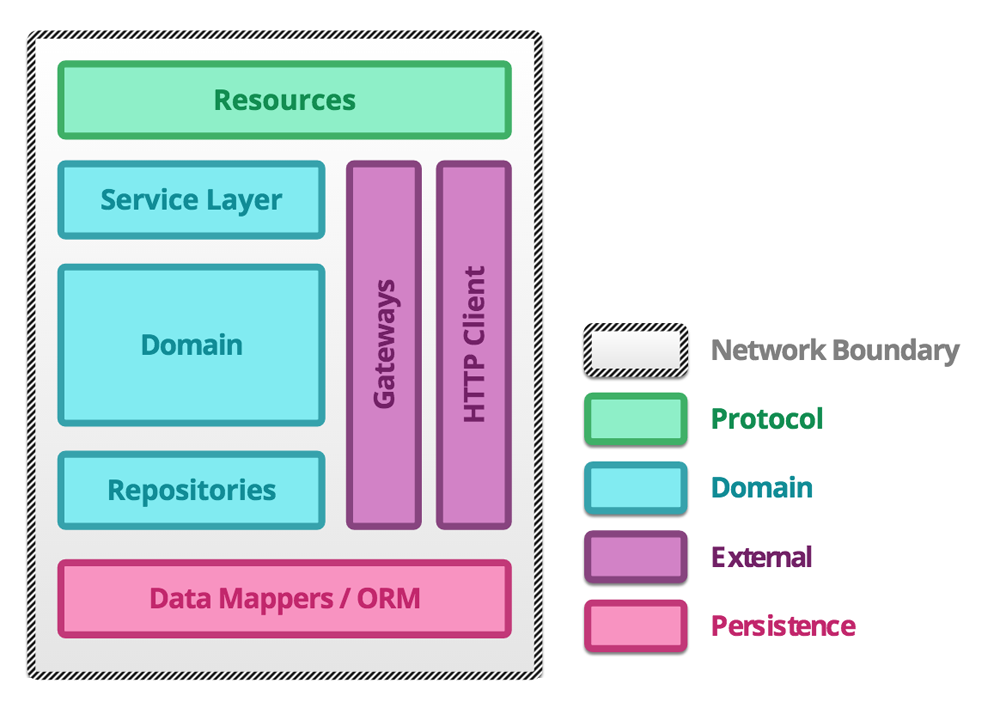 Resources
Service Layer
Domain
Repositories
Gateways
HTTP Client
Data Mappers / ORM
Network Boundary
Protocol
Domain
External
Persistence